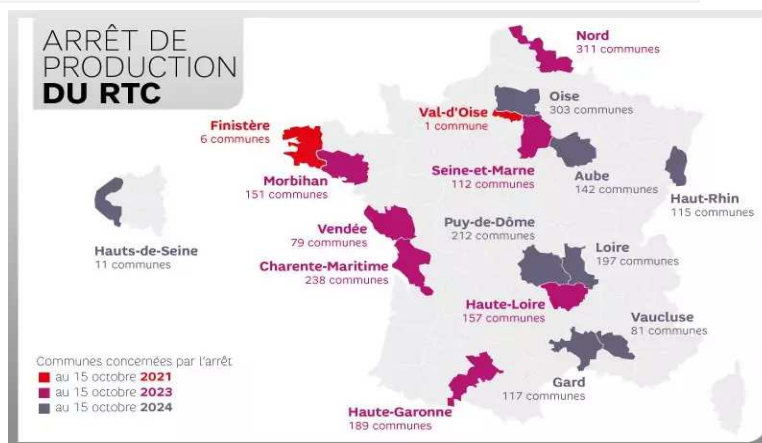 ARRÊT DE
PRODUCTION
DU RTC
Nord
311 communes
Oise
303 communes
Val-d'Oise
1 commune
Finistère
6 communes
Seine-et-Marne
112 communes
Aube
142 communes
Haut-Rhin
115 communes
Morbihan
151 communes
Hauts-de-Seine
11 communes
Vendée
79 communes
Puy-de-Dôme
212 communes
Loire
197 communes
Charente-Maritime
238 communes
Haute-Loire
157 communes
Vaucluse
81 communes
Gard
117 communes
Haute-Garonne
189 communes
Communes concernées par l'arrêt
au 15 octobre 2021
au 15 octobre 2023
au 15 octobre 2024